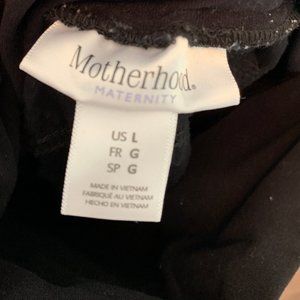 Motherhood®
MATERNITY
US L
FR G
SP G
MADE IN VIETNAM
FABRIQUÉ AU VIETNAM
HECHO EN VIETNAM